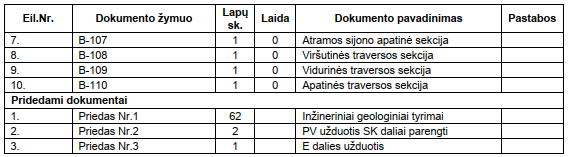 Eil.Nr. Dokumento žymuo Lapų sk. Laida Dokumento pavadinimas Pastabos
7. B-107 1 0 Atramos sijono apatinė sekcija
8. B-108 1 0 Viršutinės traversos sekcija
9. B-109 1 0 Vidurinės traversos sekcija
10. B-110 1 0 Apatinės traversos sekcija
Pridedami dokumentai
1. Priedas Nr.1 62 Inžineriniai geologiniai tyrimai
2. Priedas Nr.2 2 PV užduotis SK daliai parengti
3. Priedas Nr.3 1 E dalies užduotis